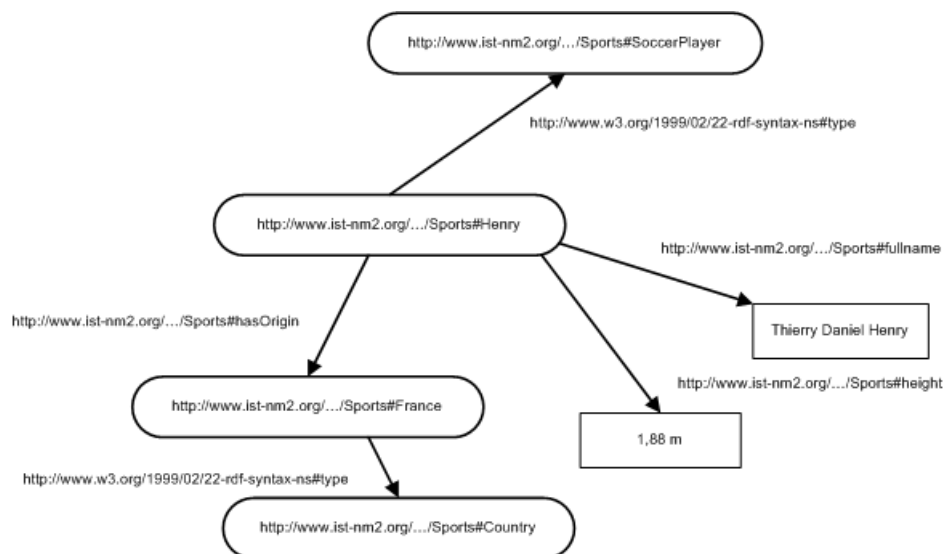 http://www.ist-nm2.org/…/Sports#SoccerPlayer
http://www.w3.org/1999/02/22-rdf-syntax-ns#type
http://www.ist-nm2.org/…/Sports#Henry
http://www.ist-nm2.org/…/Sports#fullname
http://www.ist-nm2.org/…/Sports#hasOrigin
Thierry Daniel Henry
http://www.ist-nm2.org/…/Sports#height
http://www.ist-nm2.org/…/Sports#France
1,88 m
http://www.w3.org/1999/02/22-rdf-syntax-ns#type
http://www.ist-nm2.org/…/Sports#Country